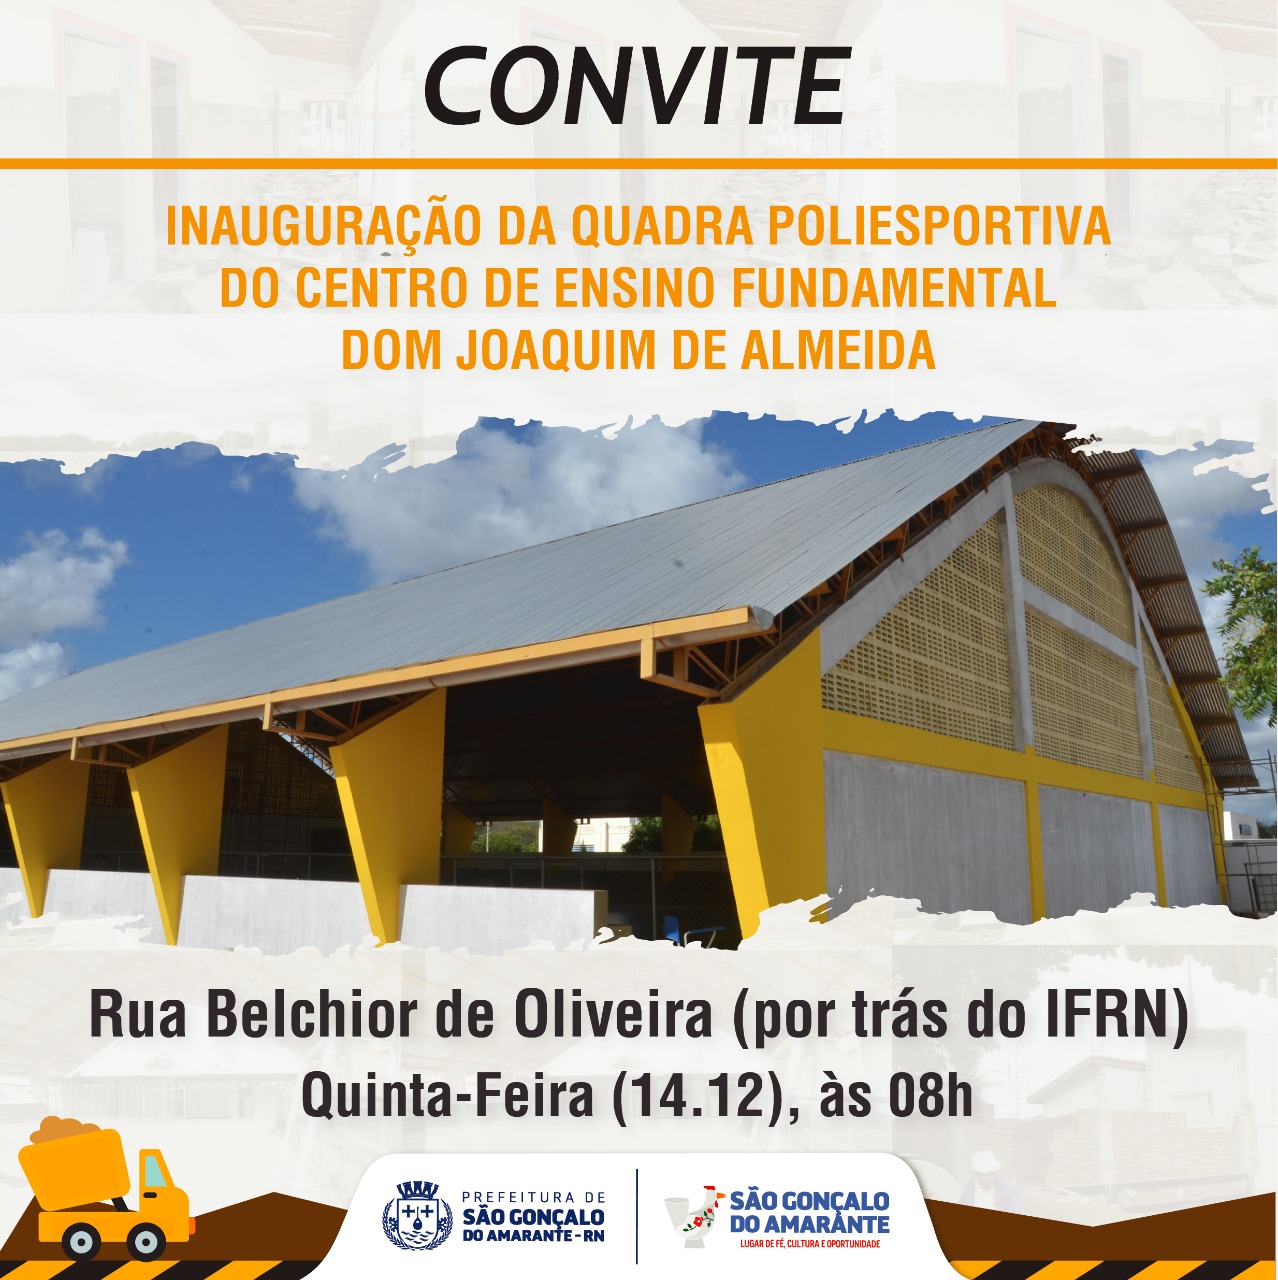 CONVITE
INAUGURAÇÃO DA QUADRA POLIESPORTIVA
DO CENTRO DE ENSINO FUNDAMENTAL
DOM JOAQUIM DE ALMEIDA
Rua Belchior de Oliveira (por trás do IFRN)
Quinta-Feira (14.12), às 08h
PREFEITURA DE
SÃO GONÇALO
DO AMARANTE-RN
SÃO GONÇALO
DO AMARANTE
LUGAR DE FÉ, CULTURA E OPORTUNIDADE